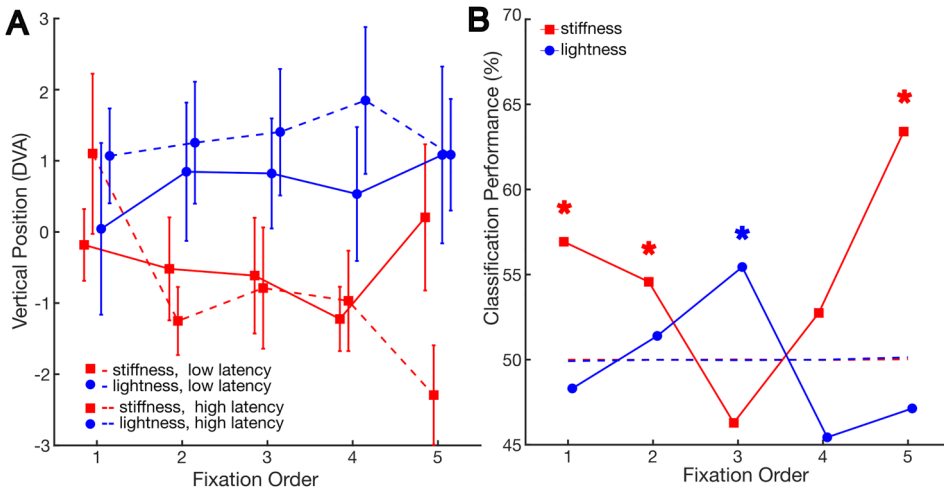 A
3
2
1
0
-1
-2
-3
Vertical Position (DVA)
stiffness, low latency
lightness, low latency
stiffness, high latency
lightness, high latency
1 2 3 4 5
Fixation Order
B
70
65
60
55
50
45
Classification Performance (%)
stiffness
lightness
*
*
*
*
1 2 3 4 5
Fixation Order